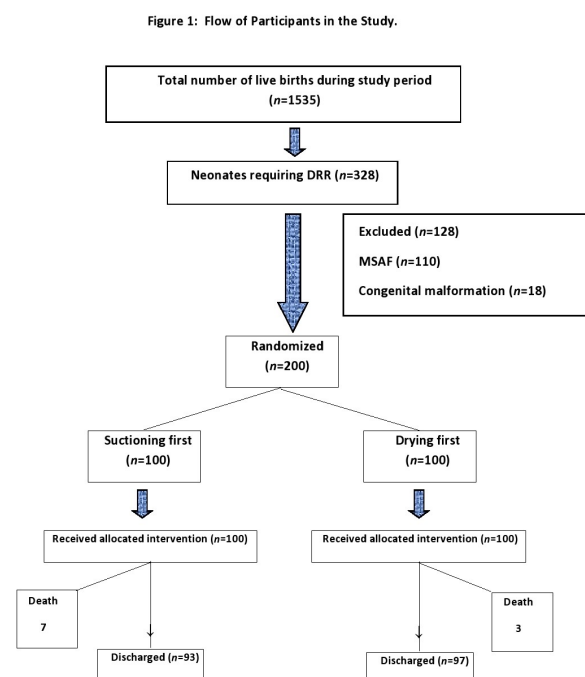 Figure 1: Flow of Participants in the Study.
Total number of live births during study period
(n=1535)
Neonates requiring DRR (n=328)
Excluded (n=128)
MSAF (n=110)
Congenital malformation (n=18)
Randomized
(n=200)
Suctioning first
(n=100)
Drying first
(n=100)
Received allocated intervention (n=100)
Received allocated intervention (n=100)
Death
7
Death
3
Discharged (n=93)
Discharged (n=97)